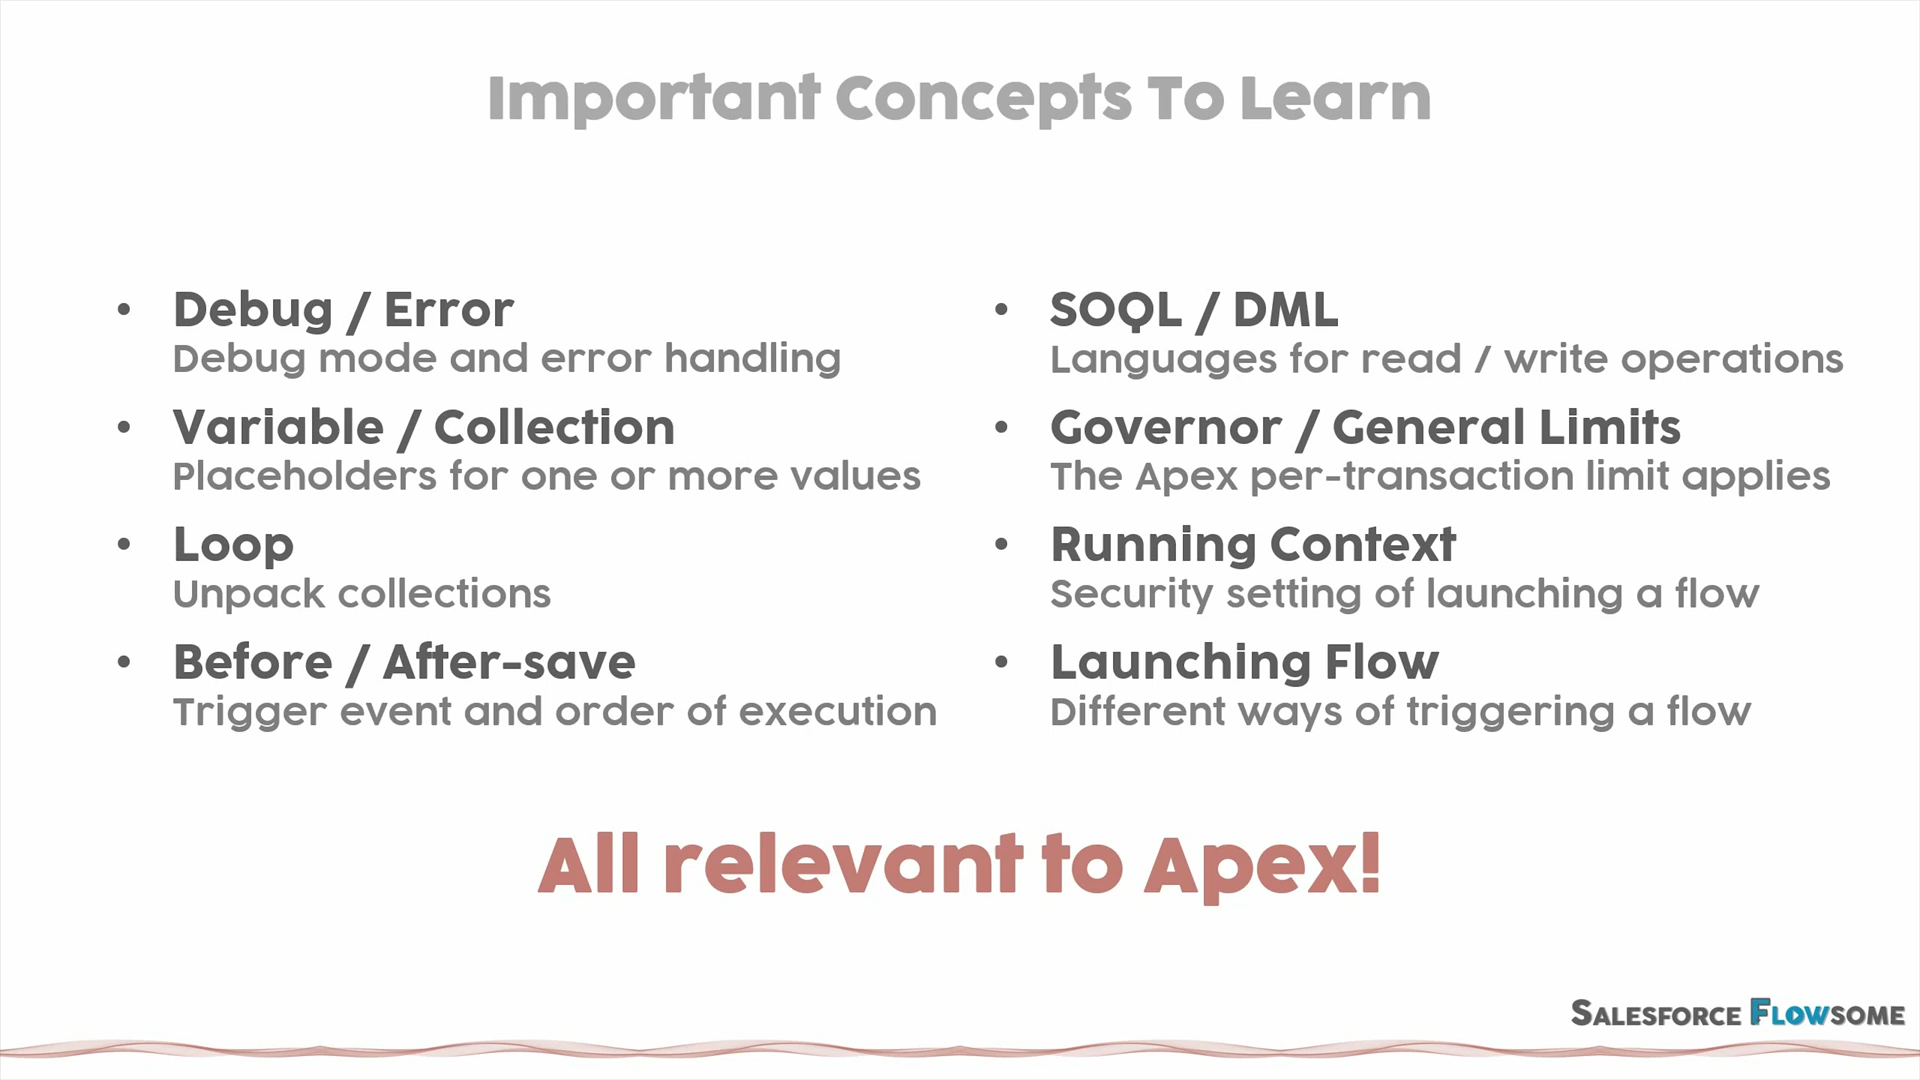 Important Concepts To Learn
• Debug / Error
Debug mode and error handling
• Variable / Collection
Placeholders for one or more values
• Loop
Unpack collections
• Before / After-save
Trigger event and order of execution
• SOQL / DML
Languages for read / write operations
• Governor / General Limits
The Apex per-transaction limit applies
• Running Context
Security setting of launching a flow
• Launching Flow
Different ways of triggering a flow
All relevant to Apex!
SALESFORCE FLOWSOME